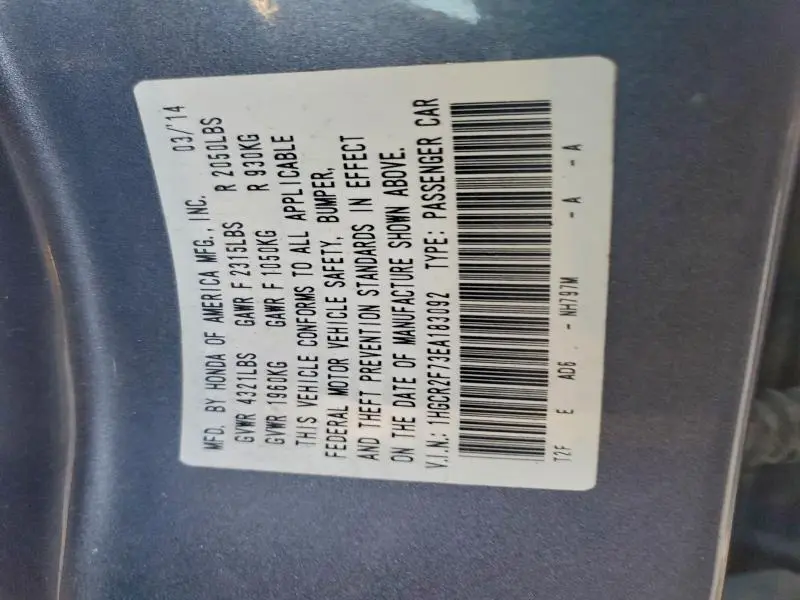 MFD. BY HONDA OF AMERICA MFG., INC. 03/'14
GVWR 4321LBS GAWR F 2315LBS R 2050LBS
GVWR 1960KG GAWR F 1050KG R 930KG
THIS VEHICLE CONFORMS TO ALL APPLICABLE
FEDERAL MOTOR VEHICLE SAFETY, BUMPER,
AND THEFT PREVENTION STANDARDS IN EFFECT
ON THE DATE OF MANUFACTURE SHOWN ABOVE.
V.I.N.: 1HGCR2F73EA183092 TYPE: PASSENGER CAR
T2F E AD6 - NH797M - A - A